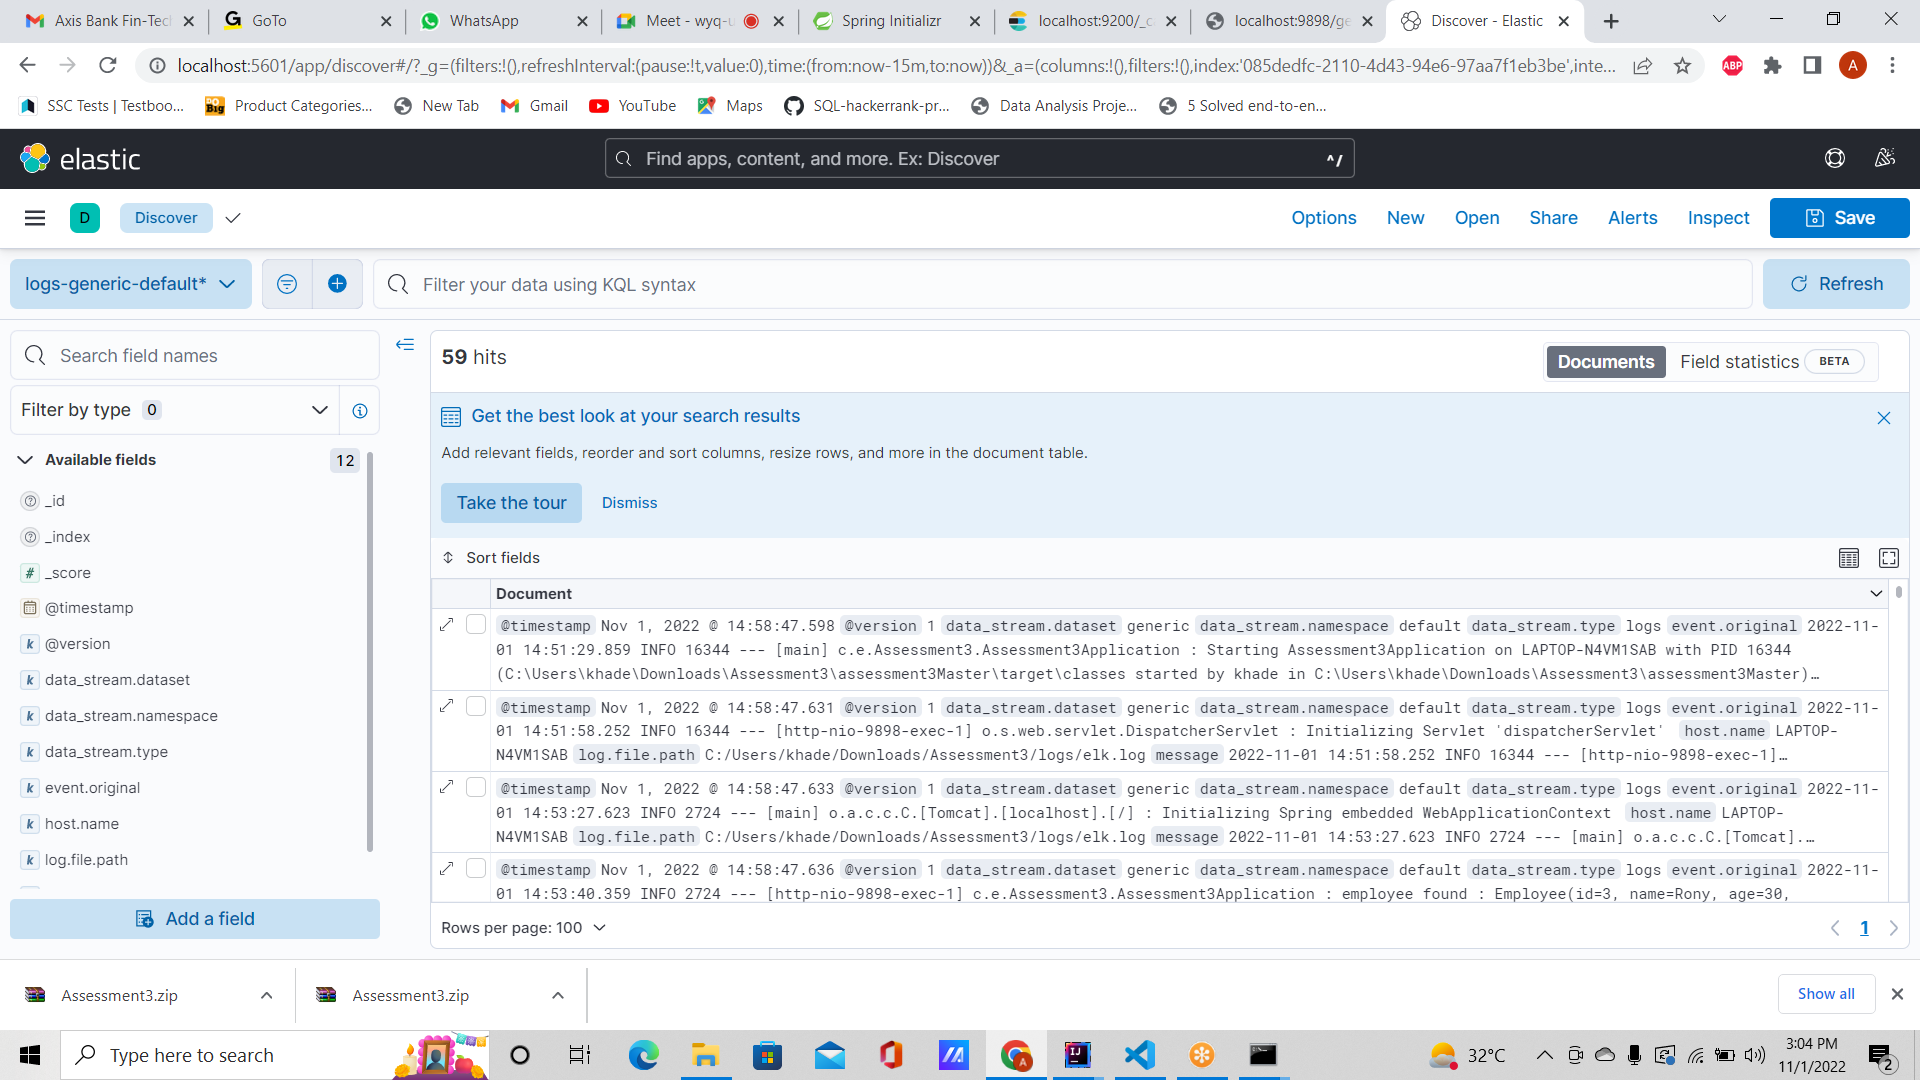 Axis Bank Fin-Tech
GoTo
WhatsApp
Meet - wyq-u
Spring Initializr
localhost:9200/_c
localhost:9898/ge
Discover - Elastic
localhost:5601/app/discover#/?_g=(filters:!(),refreshInterval:(pause:!t,value:0),time:(from:now-15m,to:now))&_a=(columns:!(),filters:!(),index:'085dedfc-2110-4d43-94e6-97aa7f1eb3be',inte...
ABP
A
SSC Tests | Testboo...
Product Categories...
New Tab
Gmail
YouTube
Maps
SQL-hackerrank-pr...
Data Analysis Proje...
5 Solved end-to-en...
elastic
Find apps, content, and more. Ex: Discover
^/
D
Discover
Options
New
Open
Share
Alerts
Inspect
Save
logs-generic-default*
Filter your data using KQL syntax
Refresh
Search field names
Filter by type 0
Available fields
12
_id
_index
# _score
@timestamp
k @version
k data_stream.dataset
k data_stream.namespace
k data_stream.type
k event.original
k host.name
k log.file.path
Add a field
59 hits
Documents
Field statistics BETA
Get the best look at your search results
Add relevant fields, reorder and sort columns, resize rows, and more in the document table.
Take the tour
Dismiss
Sort fields
Document
@timestamp Nov 1, 2022 @ 14:58:47.598 @version 1 data_stream.dataset generic data_stream.namespace default data_stream.type logs event.original 2022-11-
01 14:51:29.859 INFO 16344 --- [main] c.e.Assessment3.Assessment3Application : Starting Assessment3Application on LAPTOP-N4VM1SAB with PID 16344
(C:\Users\khade\Downloads\Assessment3\assessment3Master\target\classes started by khade in C:\Users\khade\Downloads\Assessment3\assessment3Master)…
@timestamp Nov 1, 2022 @ 14:58:47.631 @version 1 data_stream.dataset generic data_stream.namespace default data_stream.type logs event.original 2022-11-
01 14:51:58.252 INFO 16344 --- [http-nio-9898-exec-1] o.s.web.servlet.DispatcherServlet : Initializing Servlet 'dispatcherServlet' host.name LAPTOP-
N4VM1SAB log.file.path C:/Users/khade/Downloads/Assessment3/logs/elk.log message 2022-11-01 14:51:58.252 INFO 16344 --- [http-nio-9898-exec-1]…
@timestamp Nov 1, 2022 @ 14:58:47.633 @version 1 data_stream.dataset generic data_stream.namespace default data_stream.type logs event.original 2022-11-
01 14:53:27.623 INFO 2724 --- [main] o.a.c.c.C.[Tomcat].[localhost].[/] : Initializing Spring embedded WebApplicationContext host.name LAPTOP-
N4VM1SAB log.file.path C:/Users/khade/Downloads/Assessment3/logs/elk.log message 2022-11-01 14:53:27.623 INFO 2724 --- [main] o.a.c.c.C.[Tomcat].…
@timestamp Nov 1, 2022 @ 14:58:47.636 @version 1 data_stream.dataset generic data_stream.namespace default data_stream.type logs event.original 2022-11-
01 14:53:40.359 INFO 2724 --- [http-nio-9898-exec-1] c.e.Assessment3.Assessment3Application : employee found : Employee(id=3, name=Rony, age=30,
Rows per page: 100
1
Assessment3.zip
Assessment3.zip
Show all
Type here to search
32°C
3:04 PM
11/1/2022
2